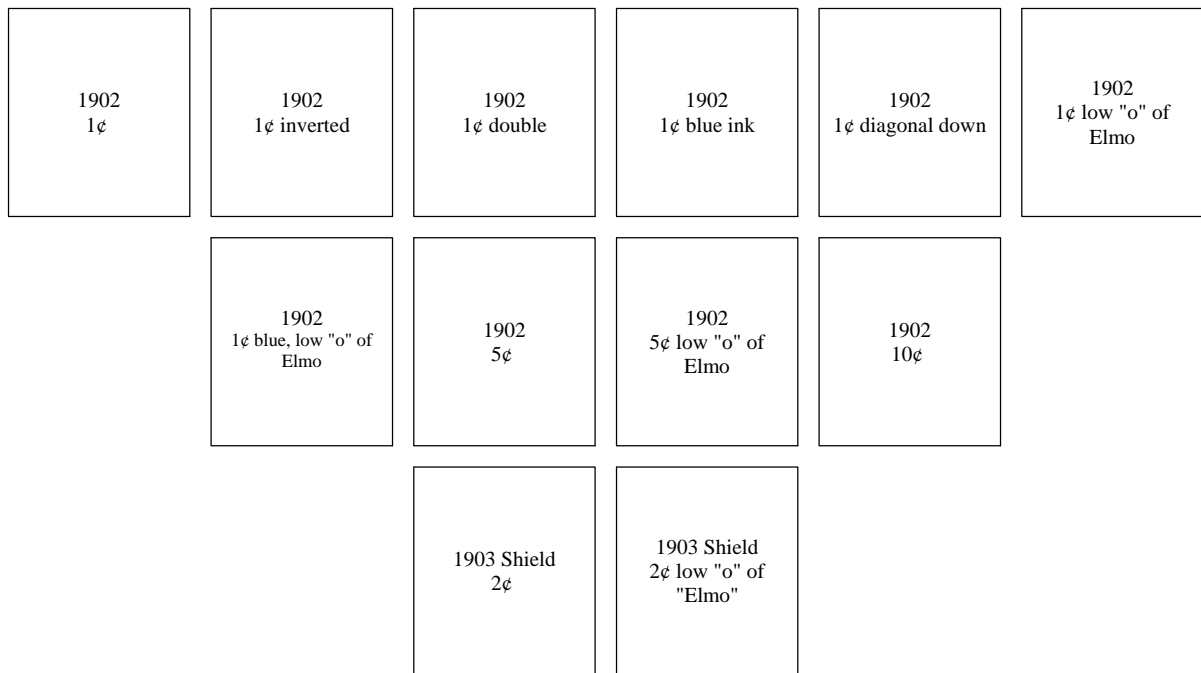 1902
1¢
1902
1¢ inverted
1902
1¢ double
1902
1¢ blue ink
1902
1¢ diagonal down
1902
1¢ low "o" of
Elmo
1902
1¢ blue, low "o" of
Elmo
1902
5¢
1902
5¢ low "o" of
Elmo
1902
10¢
1903 Shield
2¢
1903 Shield
2¢ low "o" of
"Elmo"